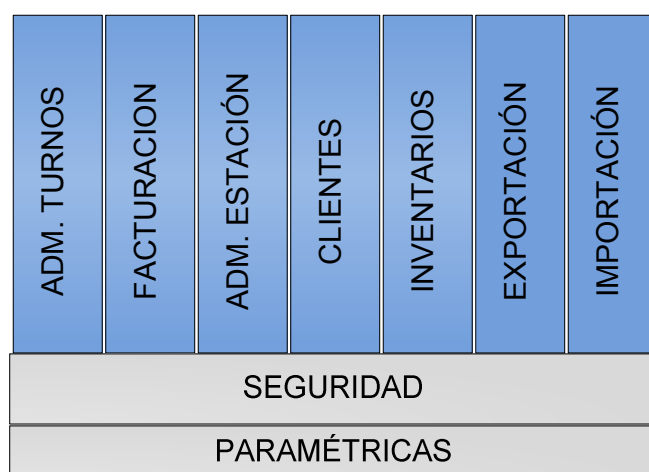 ADM. TURNOS
FACTURACION
ADM. ESTACIÓN
CLIENTES
INVENTARIOS
EXPORTACIÓN
IMPORTACIÓN
SEGURIDAD
PARAMÉTRICAS